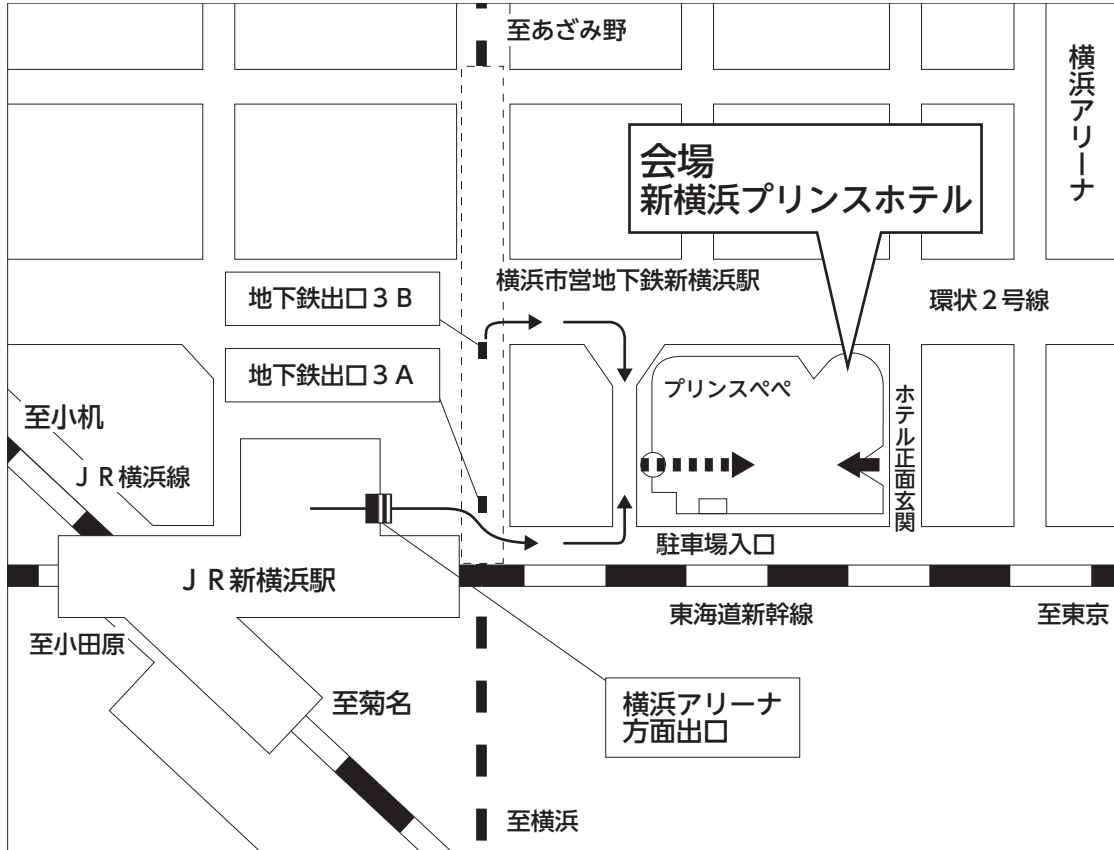 至あざみ野
横浜アリーナ
会場
新横浜プリンスホテル
横浜市営地下鉄新横浜駅
地下鉄出口３Ｂ
環状２号線
地下鉄出口３Ａ
プリンスペペ
至小机
ホテル正面玄関
ＪＲ横浜線
駐車場入口
ＪＲ新横浜駅
東海道新幹線
至東京
至小田原
至菊名
横浜アリーナ
方面出口
至横浜